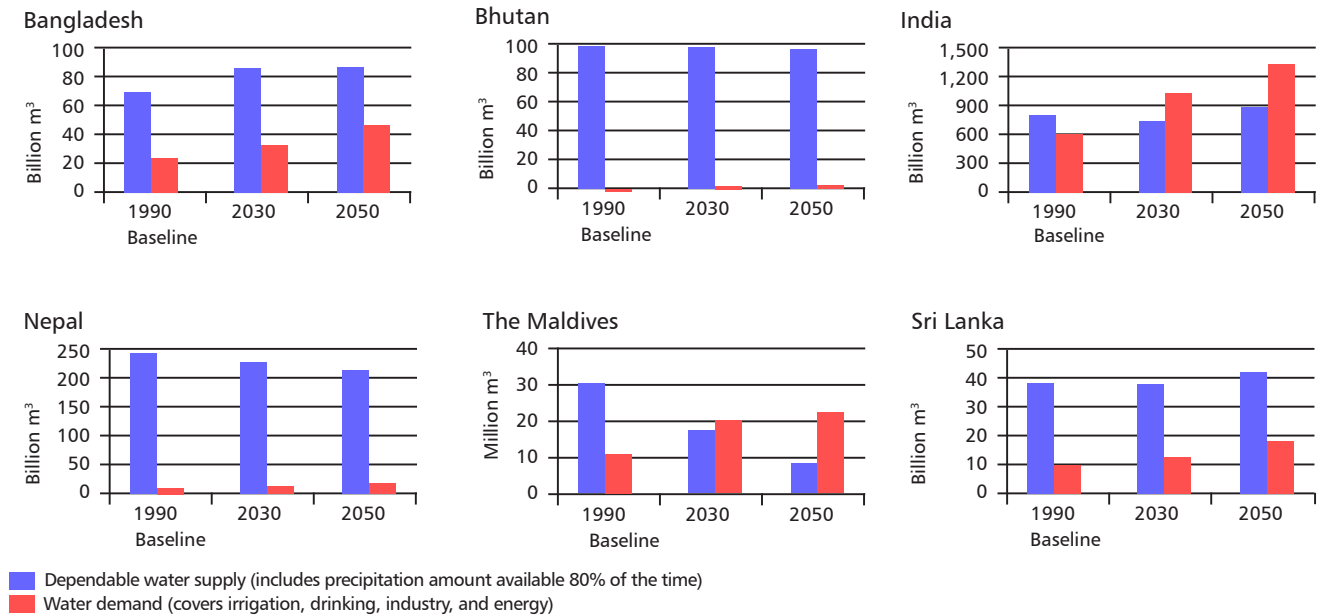 Bangladesh
100
80
60
40
20
0
Billion m³
1990 2030 2050
Baseline
Bhutan
100
80
60
40
20
0
Billion m³
1990 2030 2050
Baseline
India
1,500
1,200
900
600
300
0
Billion m³
1990 2030 2050
Baseline
Nepal
250
200
150
100
50
0
Billion m³
1990 2030 2050
Baseline
The Maldives
40
30
20
10
0
Million m³
1990 2030 2050
Baseline
Sri Lanka
50
40
30
20
10
0
Billion m³
1990 2030 2050
Baseline
Dependable water supply (includes precipitation amount available 80% of the time)
Water demand (covers irrigation, drinking, industry, and energy)